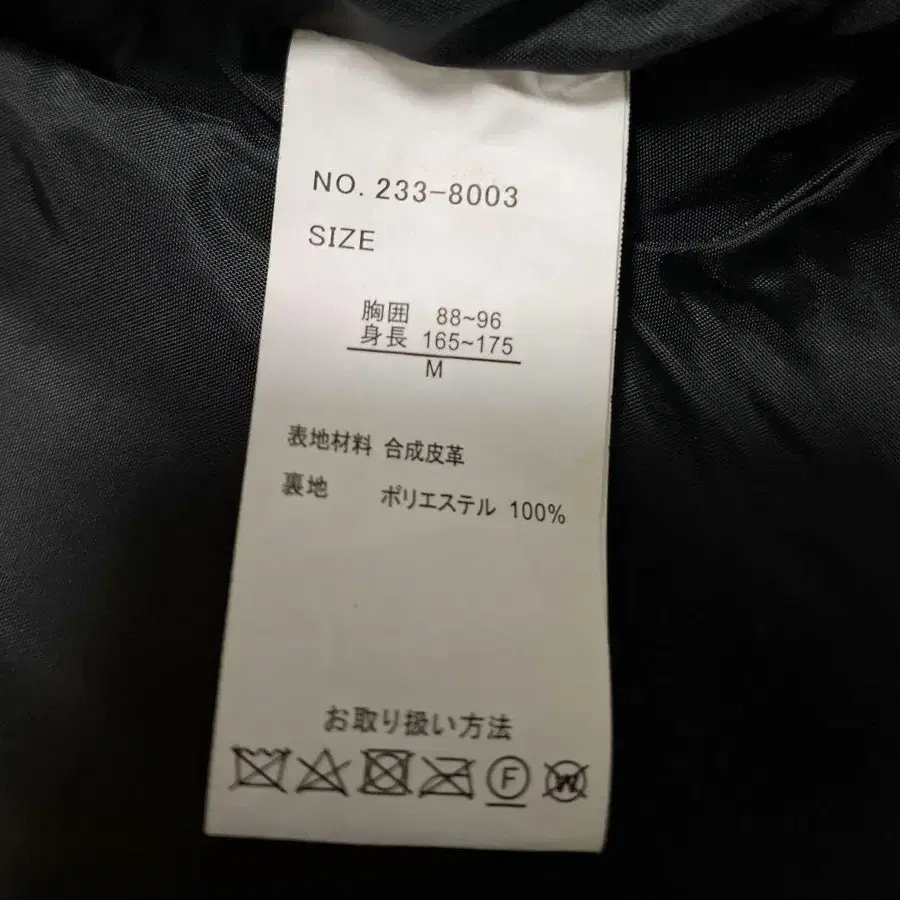 NO. 233-8003
SIZE
胸囲 88~96
身長 165~175
M
表地材料 合成皮革
裏地 ポリエステル 100%
お取り扱い方法
F W